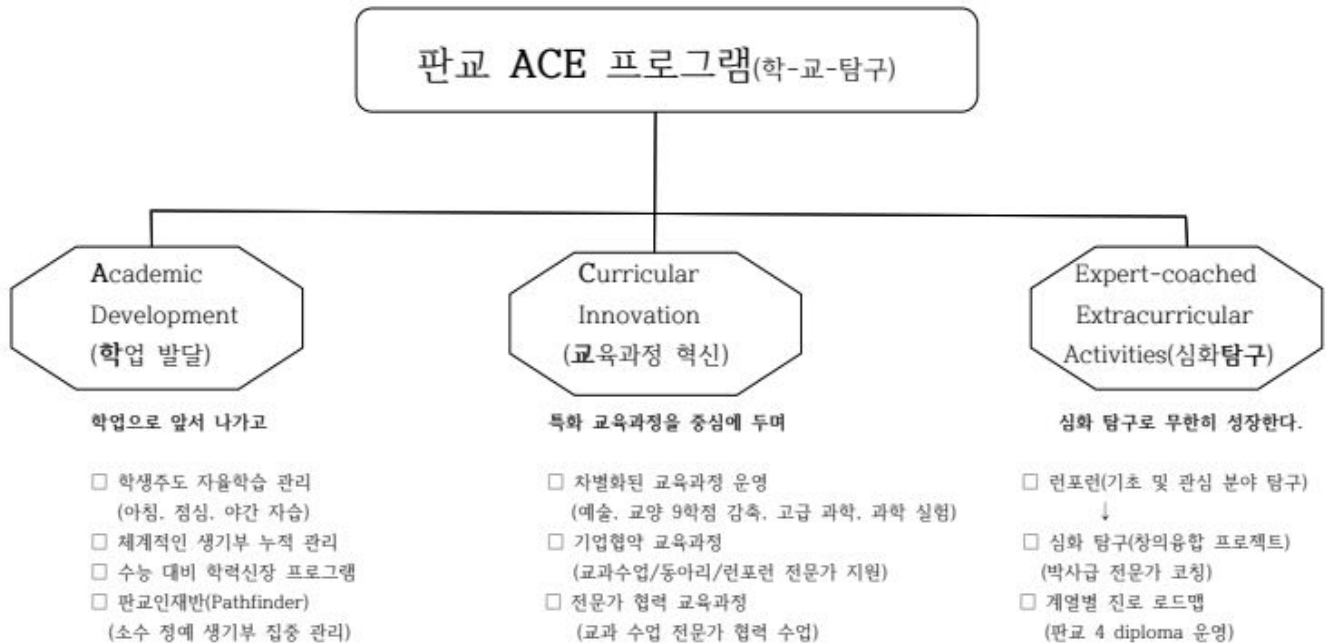 판교 ACE 프로그램(학-교-탐구)
Academic
Development
(학업 발달)
학업으로 앞서 나가고
□ 학생주도 자율학습 관리
(아침, 점심, 야간 자습)
□ 체계적인 생기부 누적 관리
□ 수능 대비 학력신장 프로그램
□ 판교인재반(Pathfinder)
(소수 정예 생기부 집중 관리)
Curricular
Innovation
(교육과정 혁신)
특화 교육과정을 중심에 두며
□ 차별화된 교육과정 운영
(예술, 교양 9학점 감축, 고급 과학, 과학 실험)
□ 기업협약 교육과정
(교과수업/동아리/런포런 전문가 지원)
□ 전문가 협력 교육과정
(교과 수업 전문가 협력 수업)
Expert-coached
Extracurricular
Activities(심화탐구)
심화 탐구로 무한히 성장한다.
□ 런포런(기초 및 관심 분야 탐구)
↓
□ 심화 탐구(창의융합 프로젝트)
(박사급 전문가 코칭)
□ 계열별 진로 로드맵
(판교 4 diploma 운영)